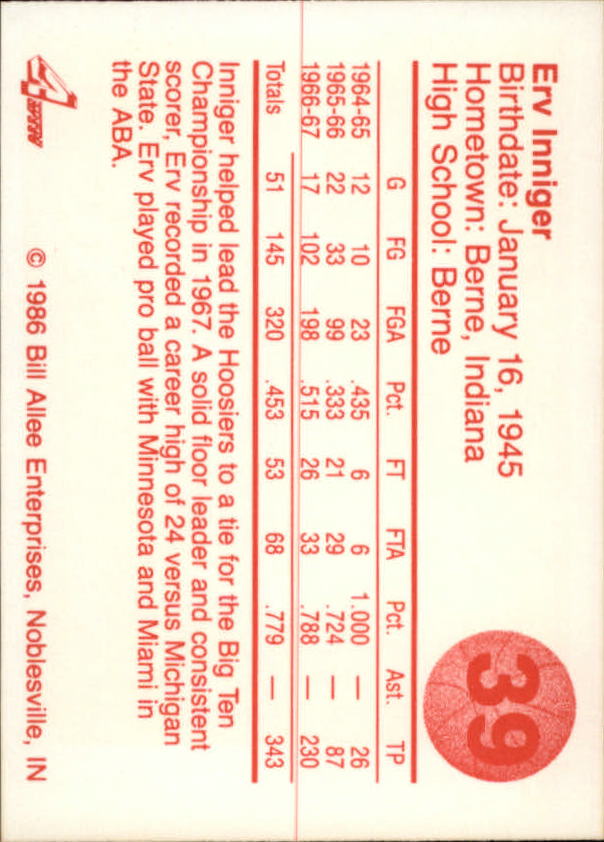 Erv Inniger
Birthdate: January 16, 1945
Hometown: Berne, Indiana
High School: Berne
39
G FG FGA Pct. FT FTA Pct. Ast. TP
1964-65 12 10 23 .435 6 6 1.000 — 26
1965-66 22 33 99 .333 21 29 .724 — 87
1966-67 17 102 198 .515 26 33 .788 — 230
Totals 51 145 320 .453 53 68 .779 — 343
Inniger helped lead the Hoosiers to a tie for the Big Ten
Championship in 1967. A solid floor leader and consistent
scorer, Erv recorded a career high of 24 versus Michigan
State. Erv played pro ball with Minnesota and Miami in
the ABA.
© 1986 Bill Allee Enterprises, Noblesville, IN